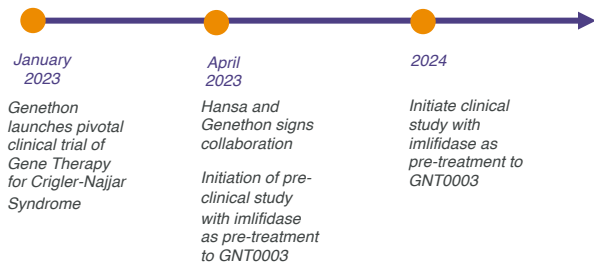 January
2023
Genethon
launches pivotal
clinical trial of
Gene Therapy
for Crigler-Najjar
Syndrome
April
2023
Hansa and
Genethon signs
collaboration
Initiation of pre-
clinical study
with imlifidase
as pre-treatment
to GNT0003
2024
Initiate clinical
study with
imlifidase as
pre-treatment to
GNT0003